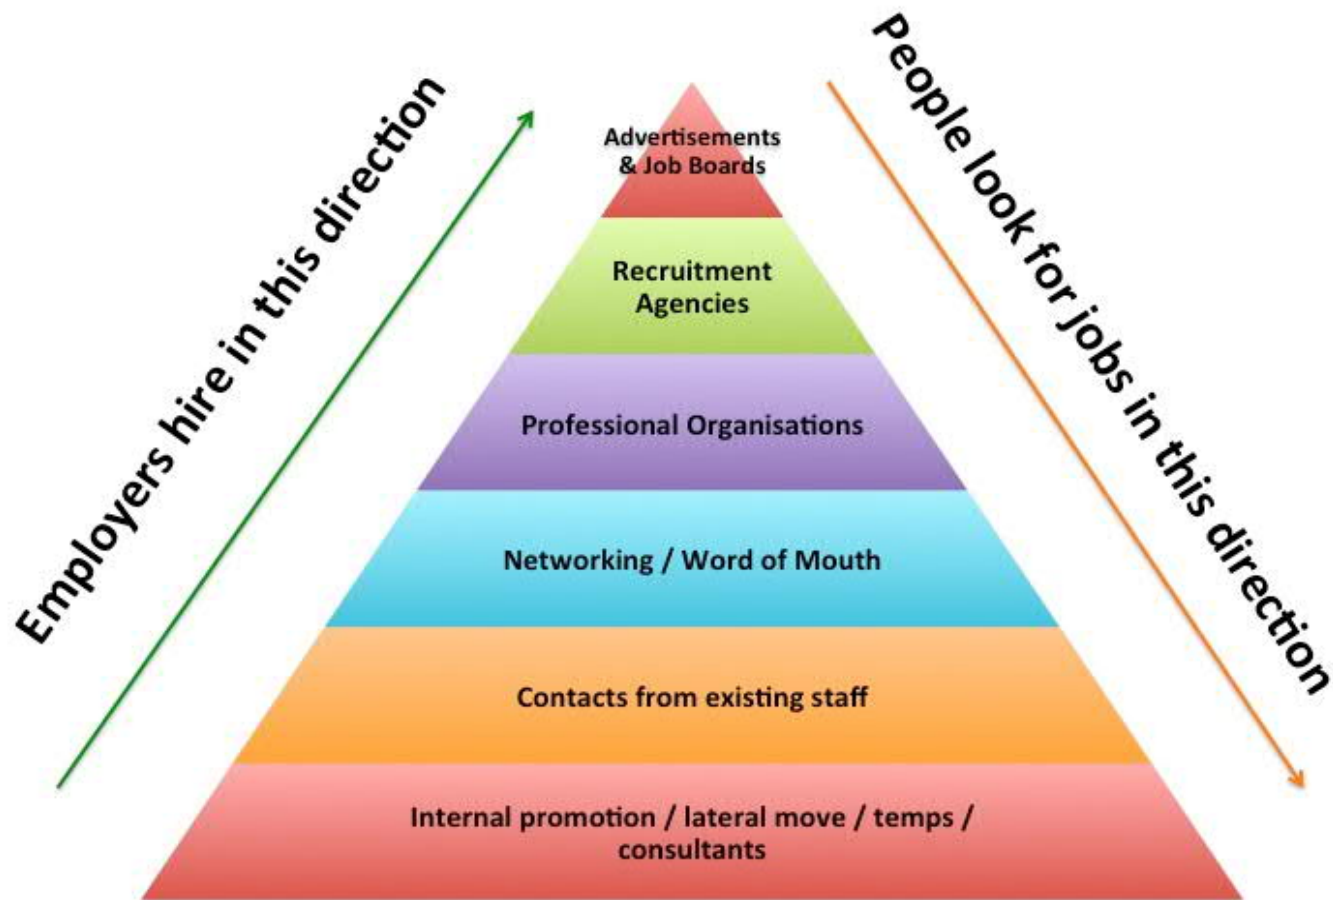 Employers hire in this direction
People look for jobs in this direction
Advertisements
& Job Boards
Recruitment
Agencies
Professional Organisations
Networking / Word of Mouth
Contacts from existing staff
Internal promotion / lateral move / temps /
consultants